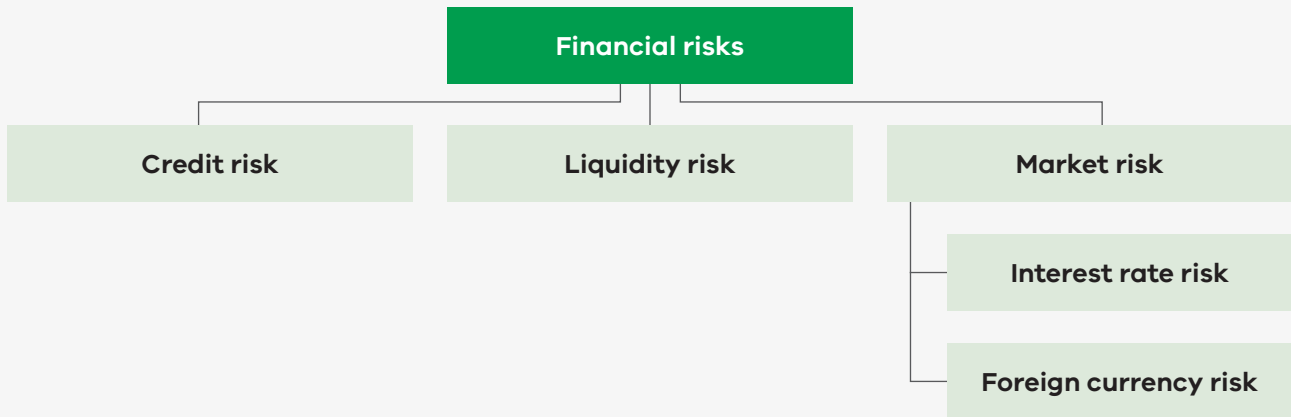 Financial risks
Credit risk
Liquidity risk
Market risk
Interest rate risk
Foreign currency risk